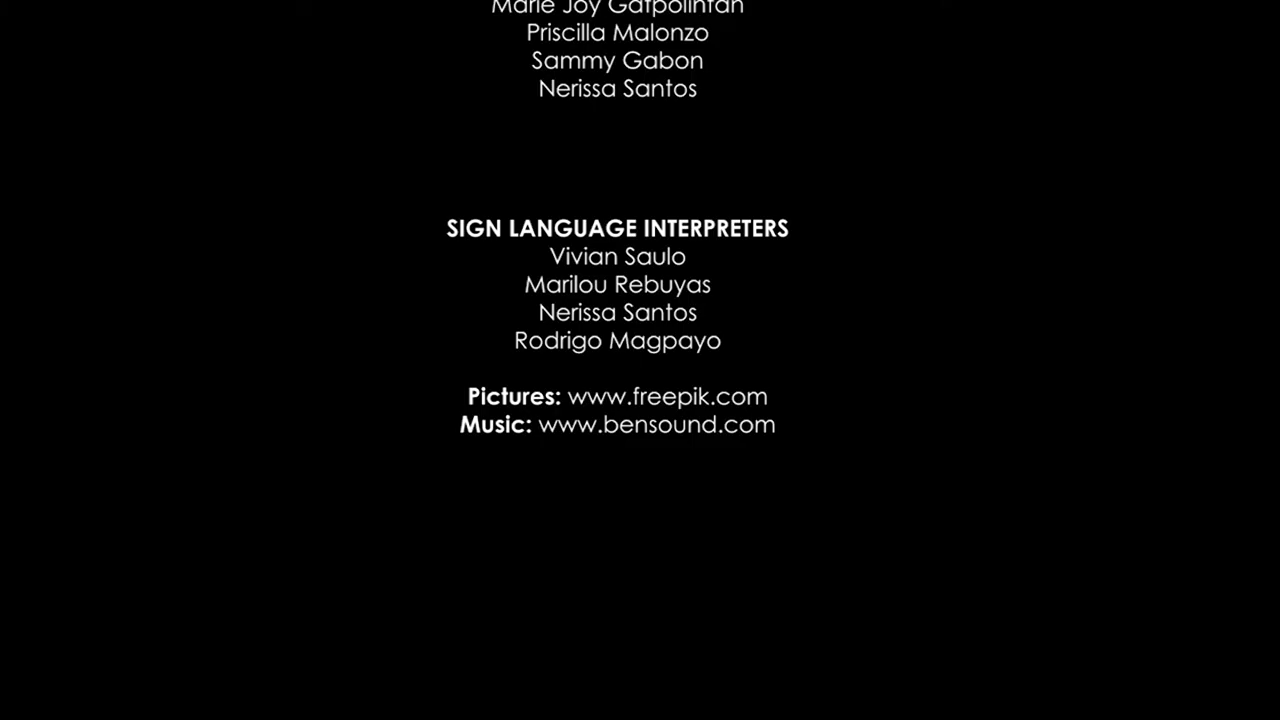 Marie Joy Gatpolintan
Priscilla Malonzo
Sammy Gabon
Nerissa Santos
SIGN LANGUAGE INTERPRETERS
Vivian Saulo
Marilou Rebuyas
Nerissa Santos
Rodrigo Magpayo
Pictures: www.freepik.com
Music: www.bensound.com